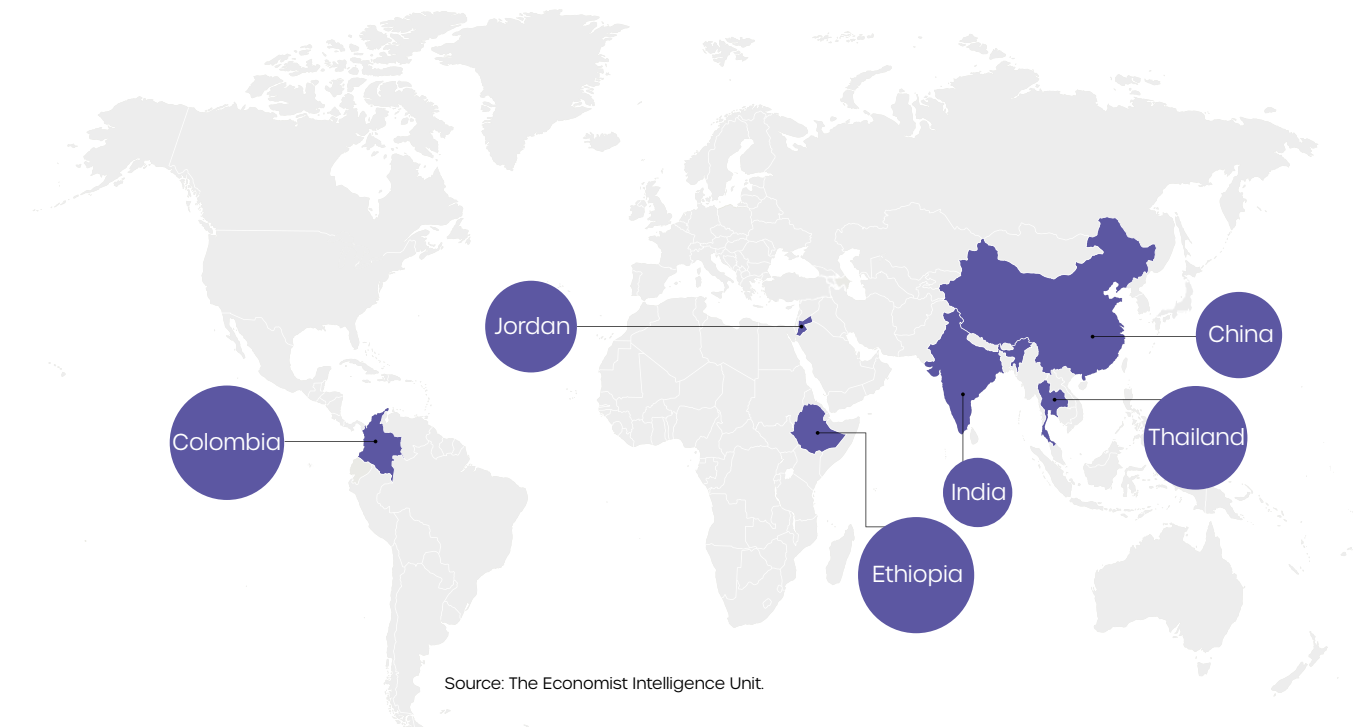 Jordan
China
Colombia
Thailand
India
Ethiopia
Source: The Economist Intelligence Unit.